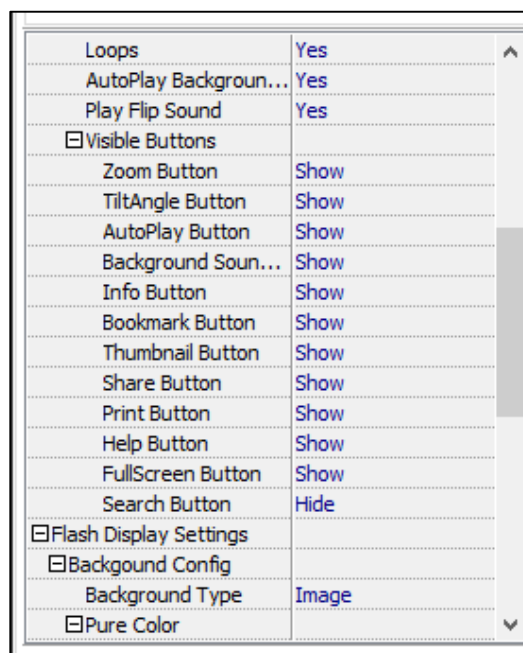 Loops Yes
AutoPlay Backgroun... Yes
Play Flip Sound Yes
Visible Buttons
Zoom Button Show
TiltAngle Button Show
AutoPlay Button Show
Background Soun... Show
Info Button Show
Bookmark Button Show
Thumbnail Button Show
Share Button Show
Print Button Show
Help Button Show
FullScreen Button Show
Search Button Hide
Flash Display Settings
Backgound Config
Background Type Image
Pure Color